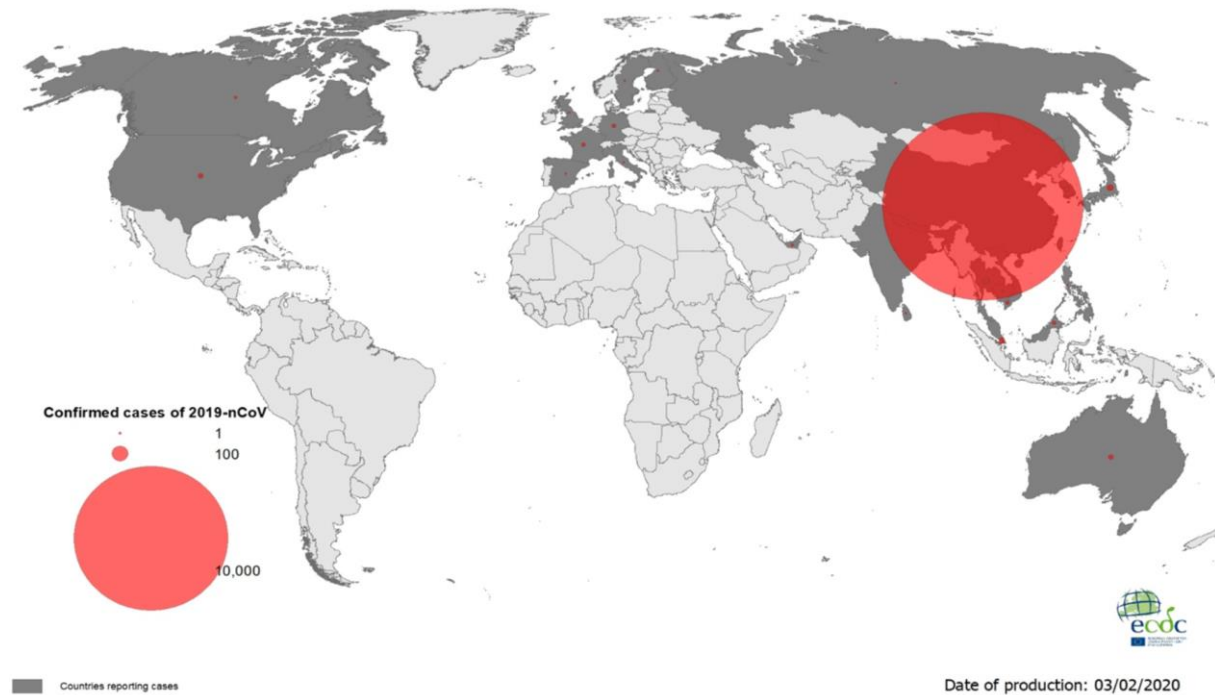 Confirmed cases of 2019-nCoV
1
100
10,000
ecdc
Countries reporting cases
Date of production: 03/02/2020